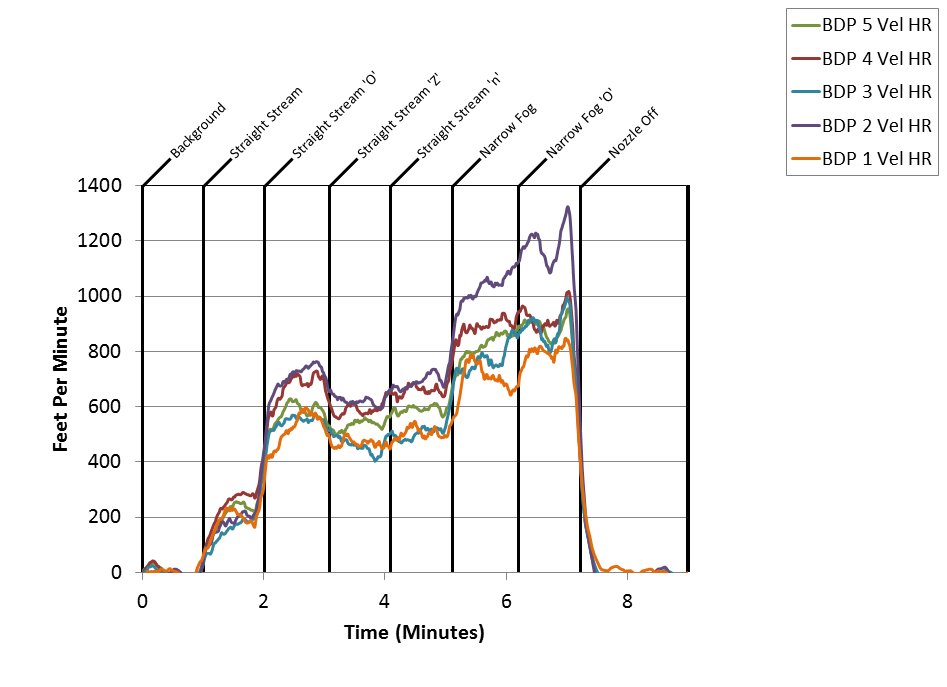 BDP 5 Vel HR
BDP 4 Vel HR
BDP 3 Vel HR
BDP 2 Vel HR
BDP 1 Vel HR
Background
Straight Stream
Straight Stream 'O'
Straight Stream 'Z'
Straight Stream 'n'
Narrow Fog
Narrow Fog 'O'
Nozzle Off
1400
1200
1000
800
600
400
200
0
Feet Per Minute
0 2 4 6 8
Time (Minutes)